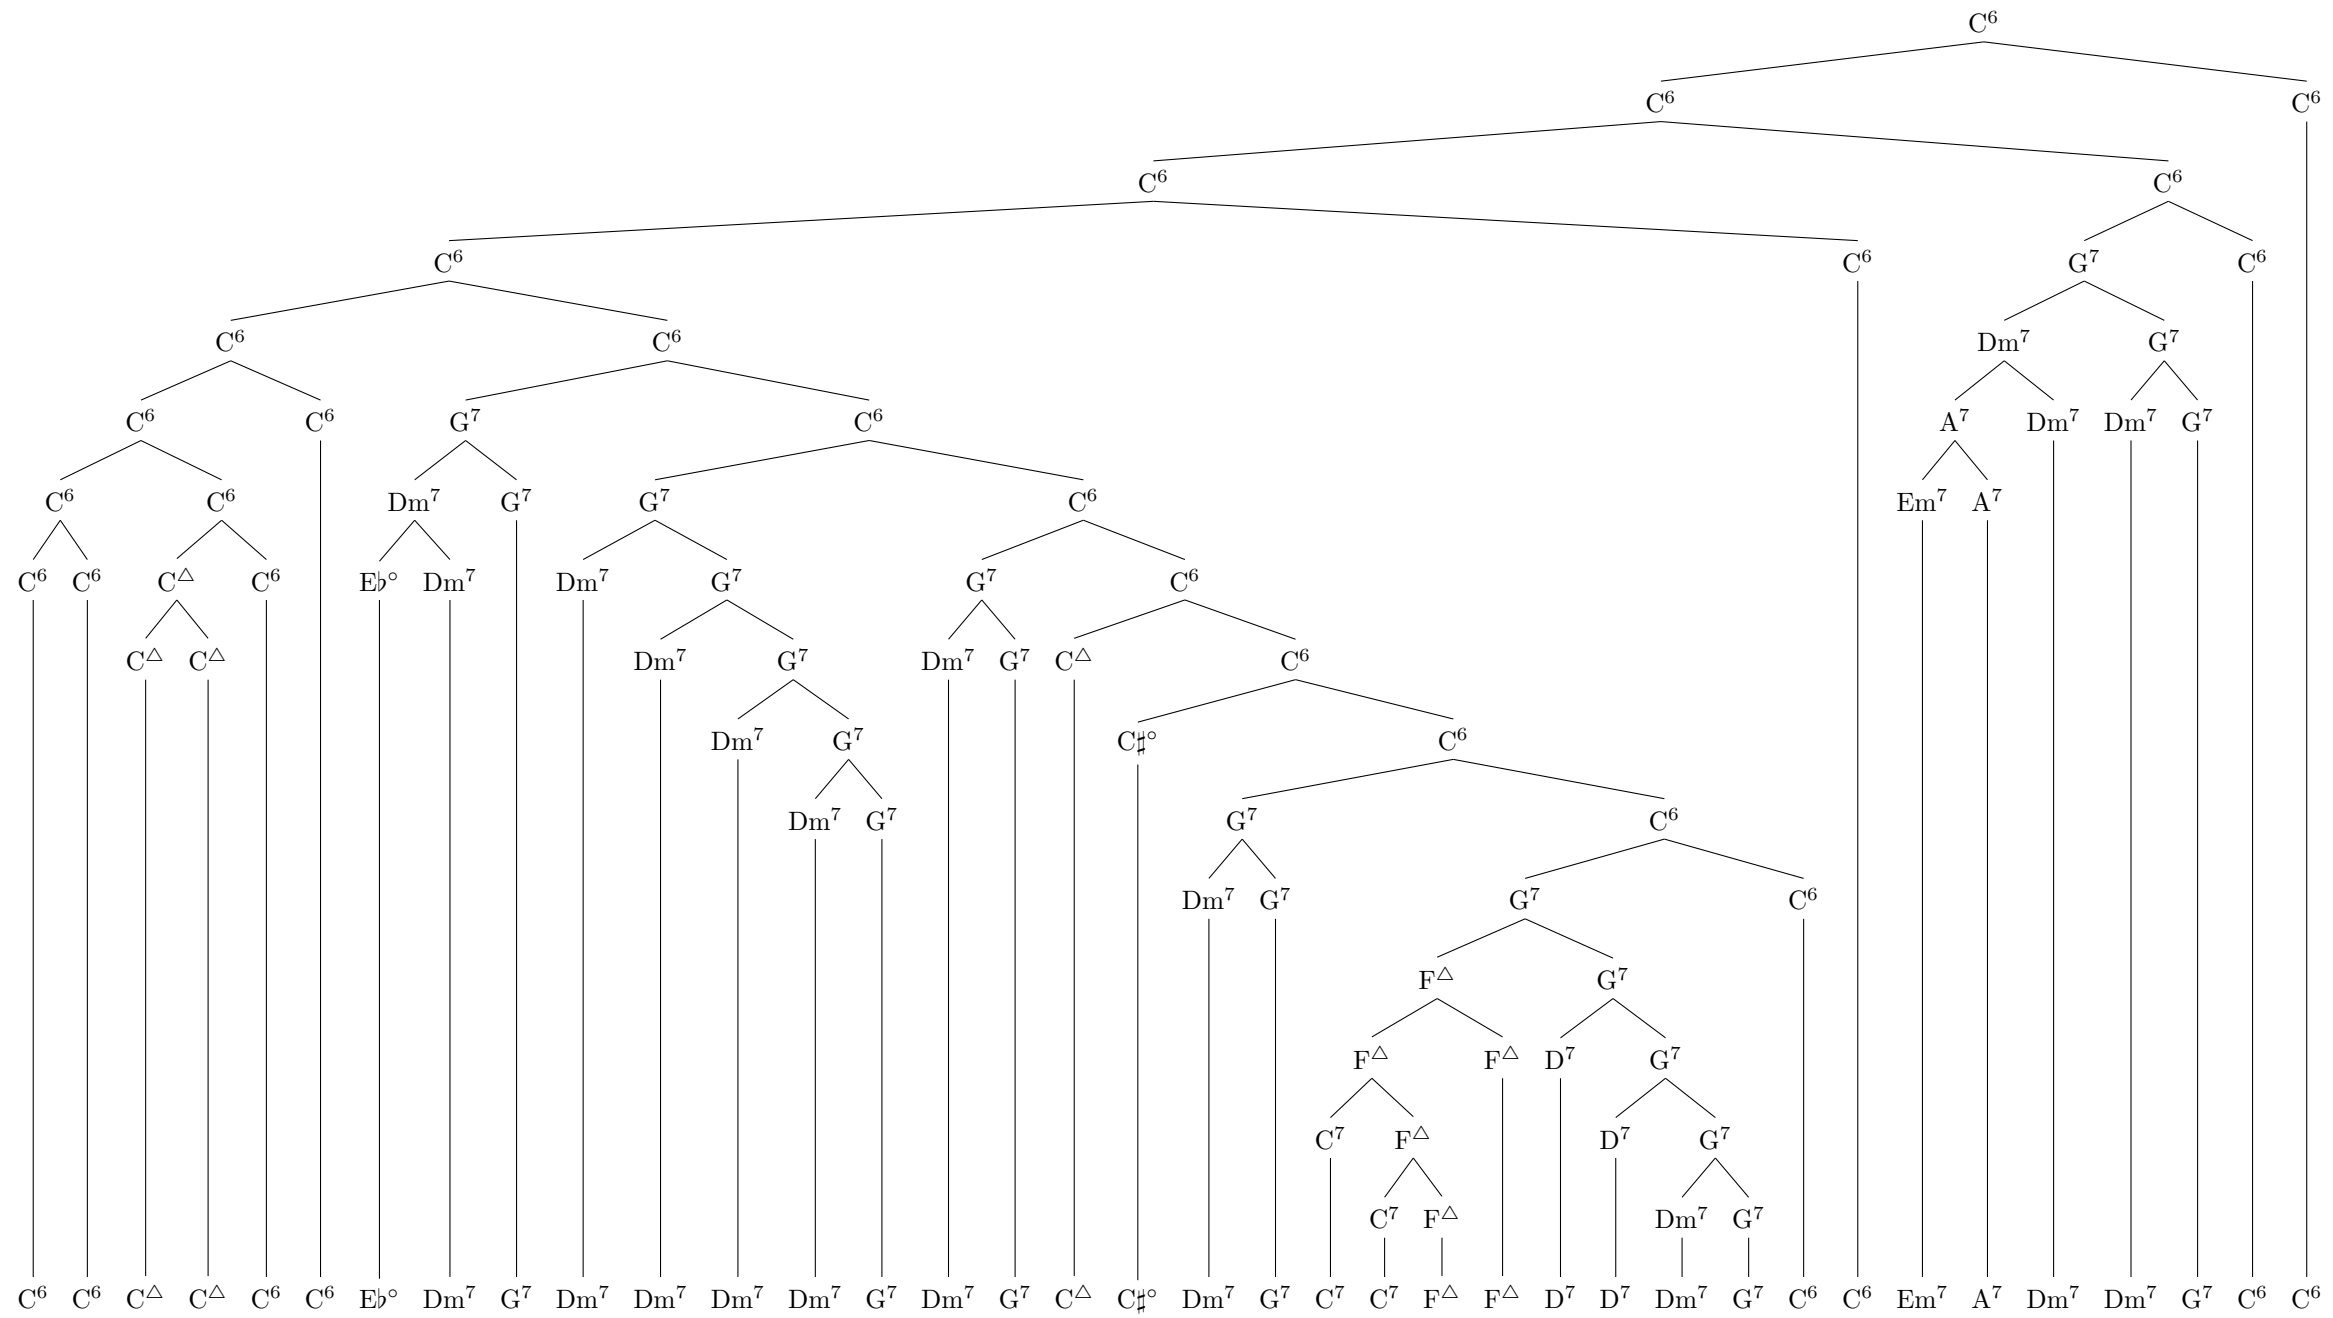 C⁶
C⁶ C⁶
C⁶ C⁶
C⁶ C⁶ G⁷ C⁶
C⁶ C⁶ Dm⁷ G⁷
C⁶ C⁶ G⁷ C⁶ A⁷ Dm⁷ Dm⁷ G⁷
C⁶ C⁶ Dm⁷ G⁷ G⁷ C⁶ Em⁷ A⁷
C⁶ C⁶ C△ C⁶ E♭° Dm⁷ Dm⁷ G⁷ G⁷ C⁶
C△ C△ Dm⁷ G⁷ Dm⁷ G⁷ C△ C⁶
Dm⁷ G⁷ C♯° C⁶
Dm⁷ G⁷ G⁷ C⁶
Dm⁷ G⁷ G⁷ C⁶
F△ G⁷
F△ F△ D⁷ G⁷
C⁷ F△ D⁷ G⁷
C⁷ F△ Dm⁷ G⁷
C⁶ C⁶ C△ C△ C⁶ C⁶ E♭° Dm⁷ G⁷ Dm⁷ Dm⁷ Dm⁷ Dm⁷ G⁷ Dm⁷ G⁷ C△ C♯° Dm⁷ G⁷ C⁷ C⁷ F△ F△ D⁷ D⁷ Dm⁷ G⁷ C⁶ C⁶ Em⁷ A⁷ Dm⁷ Dm⁷ G⁷ C⁶ C⁶